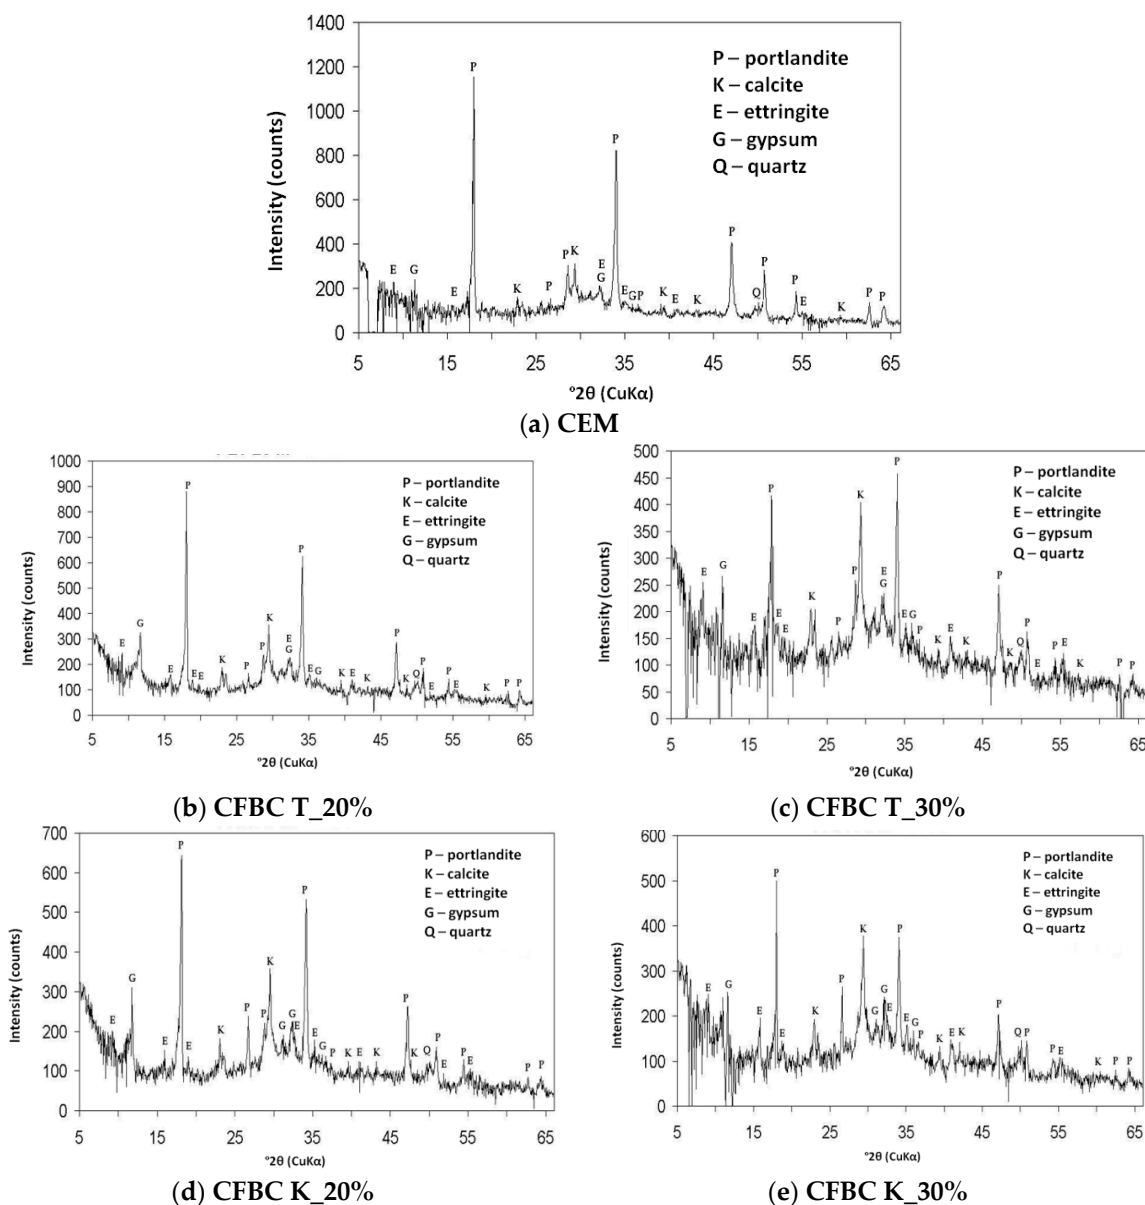 1400
1200
1000
800
600
400
200
0
Intensity (counts)
P – portlandite
K – calcite
E – ettringite
G – gypsum
Q – quartz
E G E P K P P K E G E G P K E K P Q P P E K P P
5 15 25 35 45 55 65
°2θ (CuKα)
(a) CEM
1000
900
800
700
600
500
400
300
200
100
0
Intensity (counts)
P – portlandite
K – calcite
E – ettringite
G – gypsum
Q – quartz
E G E P E E K P P K E G P E G K E K P K Q P E P E K P P
5 15 25 35 45 55 65
°2θ (CuKα)
(b) CFBC T_20%
500
450
400
350
300
250
200
150
100
50
0
Intensity (counts)
P – portlandite
K – calcite
E – ettringite
G – gypsum
Q – quartz
E G E P E E K P P K E G P E G P K E K P K Q P E P E K P P
5 15 25 35 45 55 65
°2θ (CuKα)
(c) CFBC T_30%
700
600
500
400
300
200
100
0
Intensity (counts)
P – portlandite
K – calcite
E – ettringite
G – gypsum
Q – quartz
E G E P E K P P K G G E P E G P K E K P K Q P E P E P P
5 15 25 35 45 55 65
°2θ (CuKα)
(d) CFBC K_20%
600
500
400
300
200
100
0
Intensity (counts)
P – portlandite
K – calcite
E – ettringite
G – gypsum
Q – quartz
E G E P E K P K G G E P E G P K E K P Q P P E K P P
5 15 25 35 45 55 65
°2θ (CuKα)
(e) CFBC K_30%